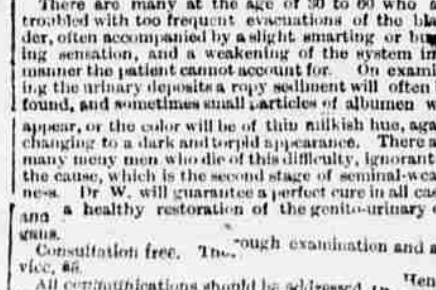 There are many at the age of 30 to 60 who a
troubled with too frequent evacuations of the bla
der, often accompanied by a slight smarting or bu
ing sensation, and a weakening of the system in
manner the patient cannot account for. On exami
ing the urinary deposits a ropy sediment will often
found, and sometimes small particles of albumen w
appear, or the color will be of thin milkish hue, aga
changing to a dark and torpid appearance. There a
many meny men who die of this difficulty, ignorant
the cause, which is the second stage of seminal-wea
ness. Dr W. will guarantee a perfect cure in all cas
and a healthy restoration of the genito-urinary
gans.
Consultation free. Thorough examination and a
vice, $5.
All communications should be addressed